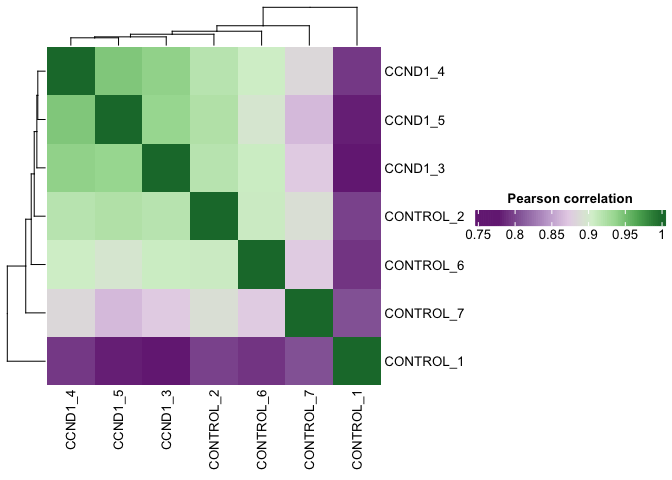 CCND1_4
CCND1_5
CCND1_3
CONTROL_2
CONTROL_6
CONTROL_7
CONTROL_1
Pearson correlation
0.75 0.8 0.85 0.9 0.95 1
CCND1_4 CCND1_5 CCND1_3 CONTROL_2 CONTROL_6 CONTROL_7 CONTROL_1